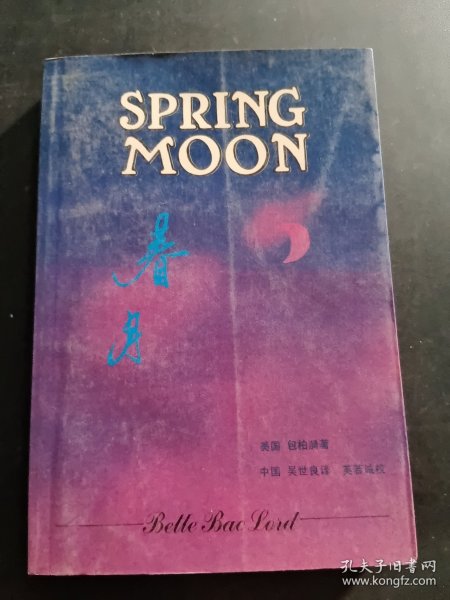 SPRING
MOON
春
月
美国 包柏漪著
中国 吴世良译 英若诚校
Bette Bao Lord
孔夫子旧书网
www.kongfz.com